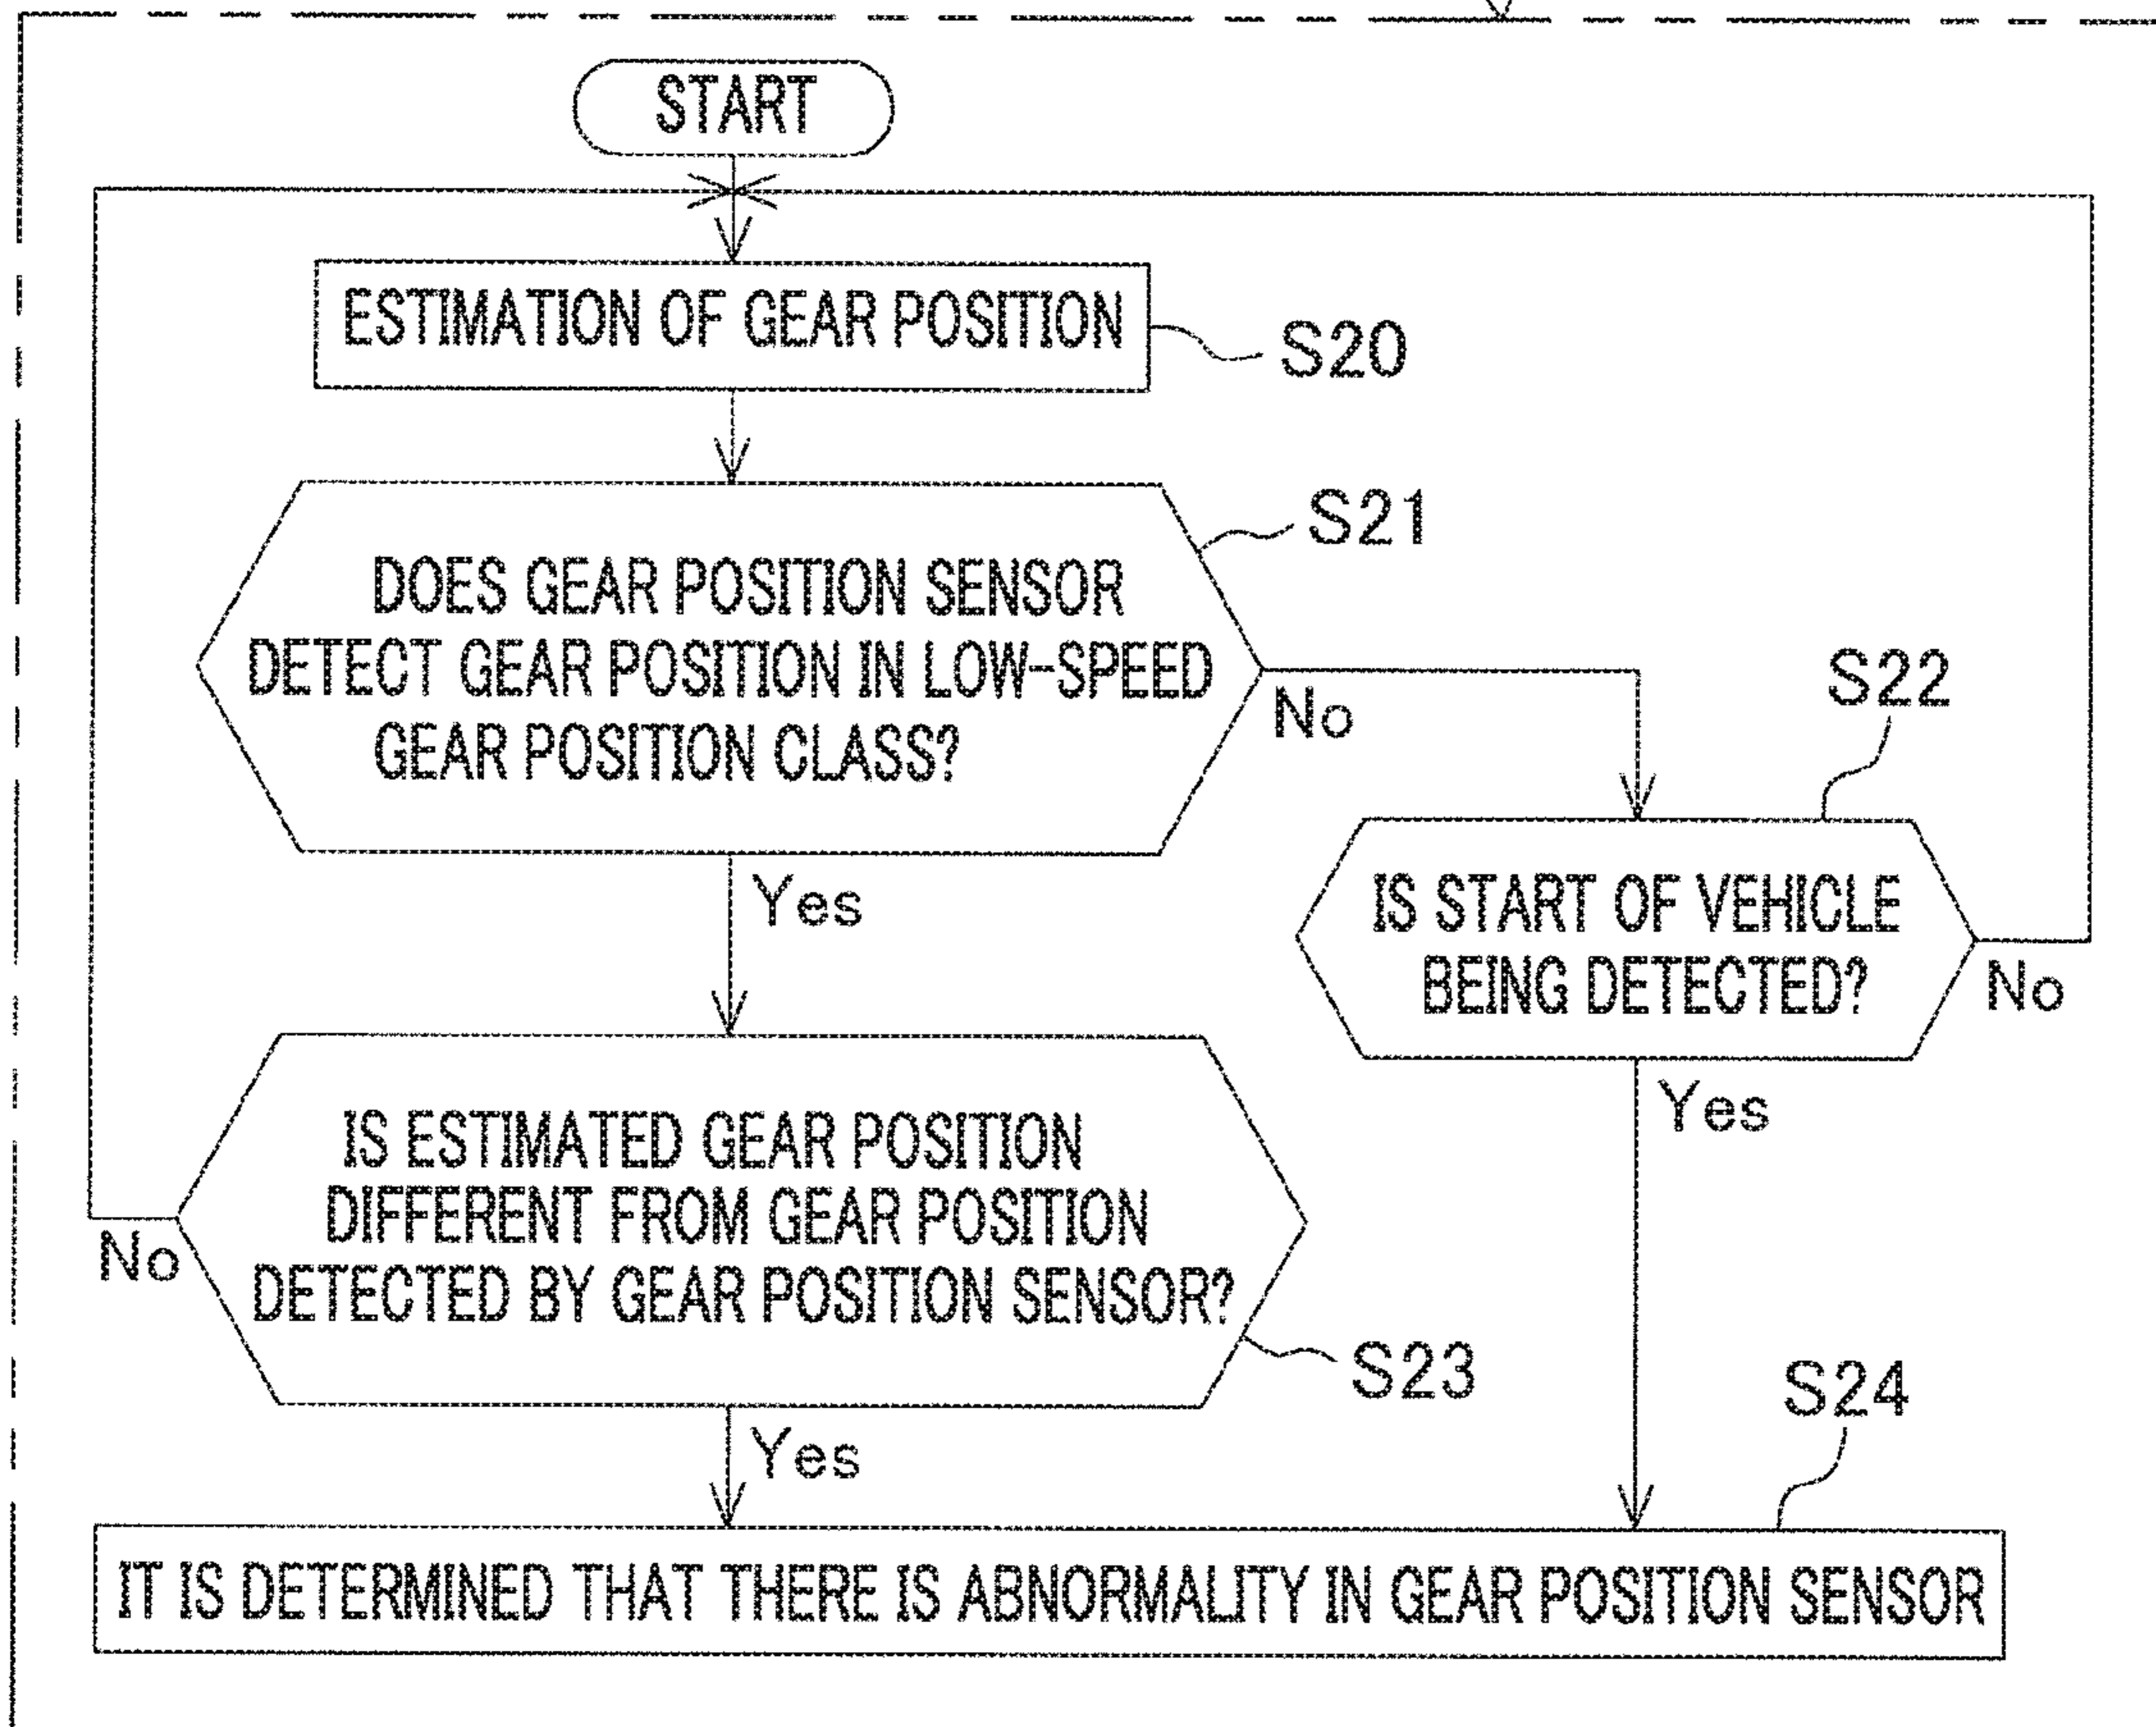 START
ESTIMATION OF GEAR POSITION
S20
S21
DOES GEAR POSITION SENSOR
DETECT GEAR POSITION IN LOW-SPEED
GEAR POSITION CLASS?
No
S22
Yes
IS START OF VEHICLE
BEING DETECTED?
No
Yes
IS ESTIMATED GEAR POSITION
DIFFERENT FROM GEAR POSITION
DETECTED BY GEAR POSITION SENSOR?
No
S23
Yes
S24
IT IS DETERMINED THAT THERE IS ABNORMALITY IN GEAR POSITION SENSOR